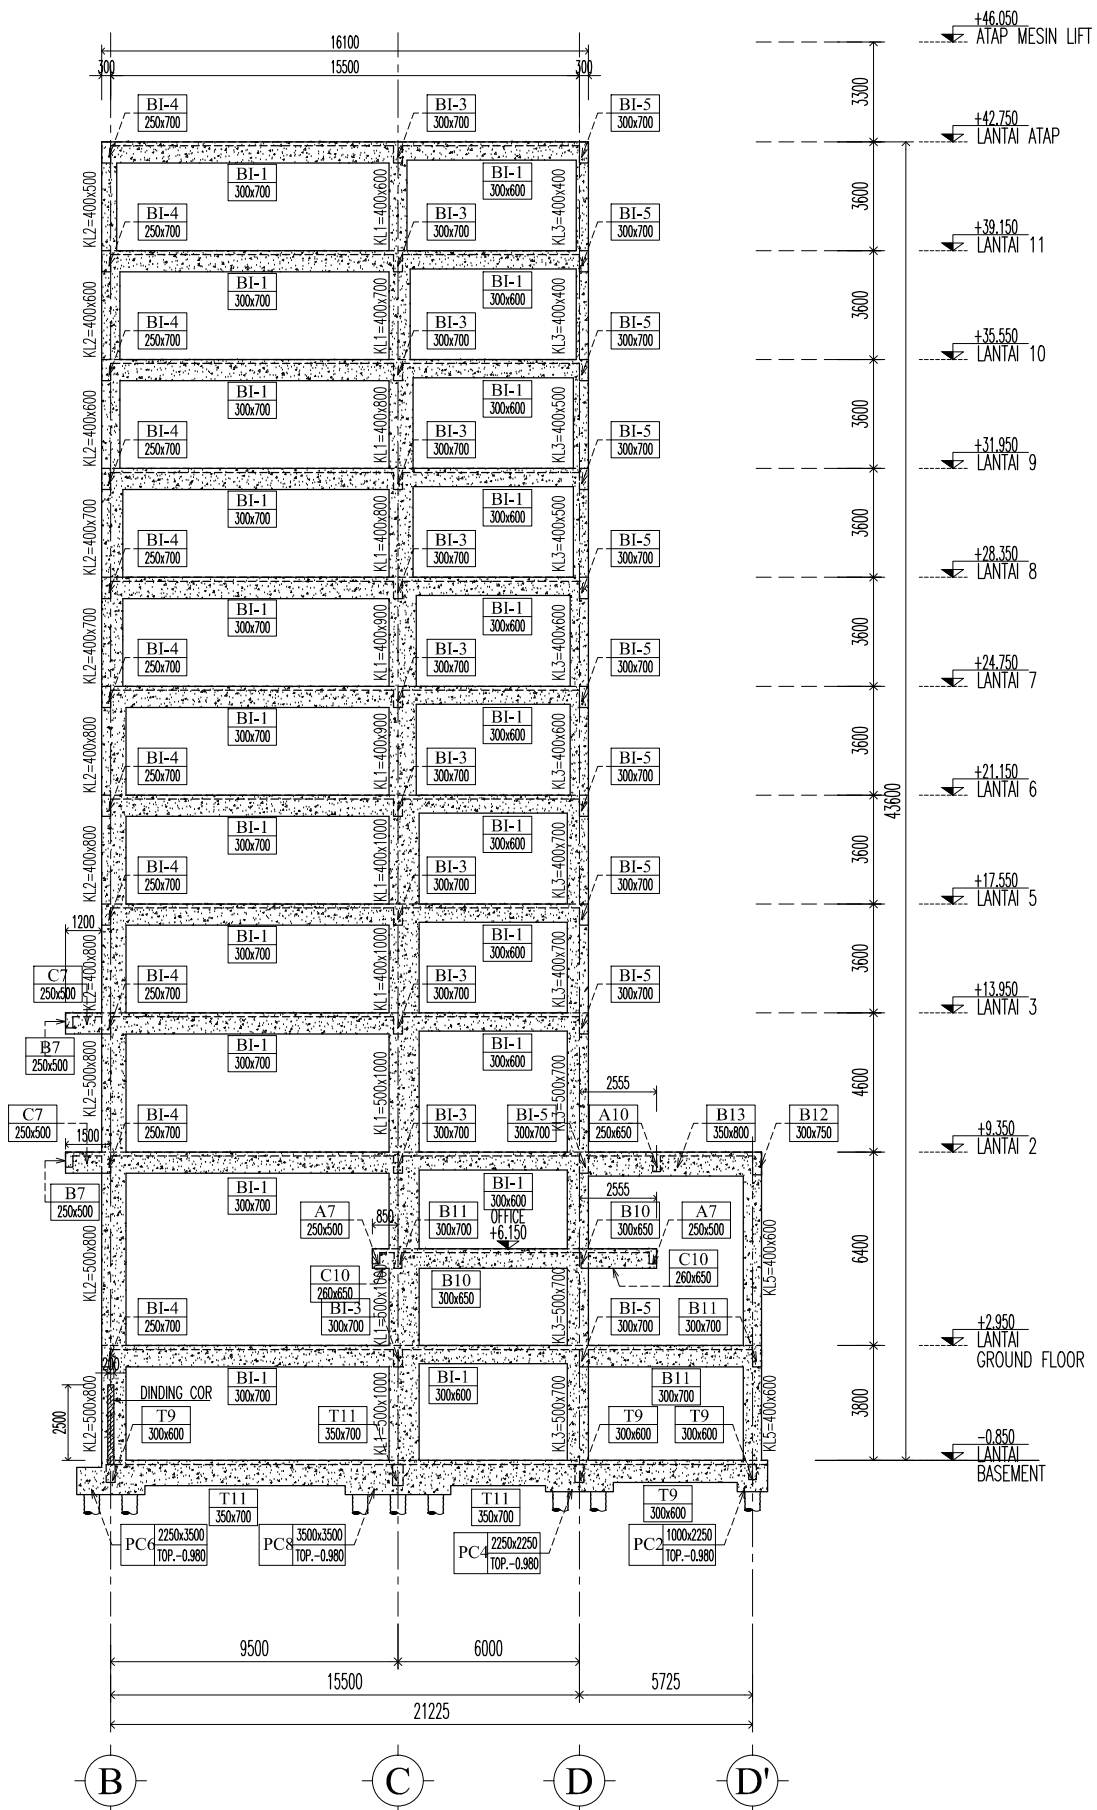 +46.050
ATAP MESIN LIFT
16100
300
15500
300
3300
BI-4
250x700
BI-3
300x700
BI-5
300x700
+42.750
LANTAI ATAP
KL2=400x500
BI-1
300x700
KL1=400x600
BI-1
300x600
KL3=400x400
3600
BI-4
250x700
BI-3
300x700
BI-5
300x700
+39.150
LANTAI 11
KL2=400x600
BI-1
300x700
KL1=400x700
BI-1
300x600
KL3=400x400
3600
BI-4
250x700
BI-3
300x700
BI-5
300x700
+35.550
LANTAI 10
KL2=400x600
BI-1
300x700
KL1=400x800
BI-1
300x600
KL3=400x500
3600
BI-4
250x700
BI-3
300x700
BI-5
300x700
+31.950
LANTAI 9
KL2=400x700
BI-1
300x700
KL1=400x800
BI-1
300x600
KL3=400x500
3600
BI-4
250x700
BI-3
300x700
BI-5
300x700
+28.350
LANTAI 8
KL2=400x700
BI-1
300x700
KL1=400x900
BI-1
300x600
KL3=400x600
3600
BI-4
250x700
BI-3
300x700
BI-5
300x700
+24.750
LANTAI 7
KL2=400x800
BI-1
300x700
KL1=400x900
BI-1
300x600
KL3=400x600
3600
BI-4
250x700
BI-3
300x700
BI-5
300x700
+21.150
LANTAI 6
43600
KL2=400x800
BI-1
300x700
KL1=400x1000
BI-1
300x600
KL3=400x700
3600
BI-4
250x700
BI-3
300x700
BI-5
300x700
+17.550
LANTAI 5
1200
KL2=400x800
BI-1
300x700
KL1=400x1000
BI-1
300x600
KL3=400x700
3600
C7
250x500
BI-4
250x700
BI-3
300x700
BI-5
300x700
+13.950
LANTAI 3
B7
250x500
KL2=500x800
BI-1
300x700
KL1=500x1000
BI-1
300x600
KL3=500x700
4600
2555
C7
250x500
BI-4
250x700
BI-3
300x700
BI-5
300x700
A10
250x650
B13
350x800
B12
300x750
+9.350
LANTAI 2
1500
B7
250x500
BI-1
300x700
BI-1
300x600
2555
A7
250x500
850
B11
300x700
OFFICE
+6.150
B10
300x650
A7
250x500
KL2=500x800
C10
260x650
B10
300x650
C10
260x650
KL5=400x600
6400
BI-4
250x700
BI-3
300x700
KL1=500x1000
KL3=500x700
BI-5
300x700
B11
300x700
+2.950
LANTAI
GROUND FLOOR
200
BI-1
300x700
BI-1
300x600
B11
300x700
2500
KL2=500x800
DINDING COR
KL1=500x1000
KL3=500x700
KL5=400x600
3800
T9
300x600
T11
350x700
T9
300x600
T9
300x600
-0.850
LANTAI
BASEMENT
T11
350x700
T11
350x700
T9
300x600
PC6
2250x3500
TOP.-0.980
PC8
3500x3500
TOP.-0.980
PC4
2250x2250
TOP.-0.980
PC2
1000x2250
TOP.-0.980
9500
6000
15500
5725
21225
B
C
D
D'